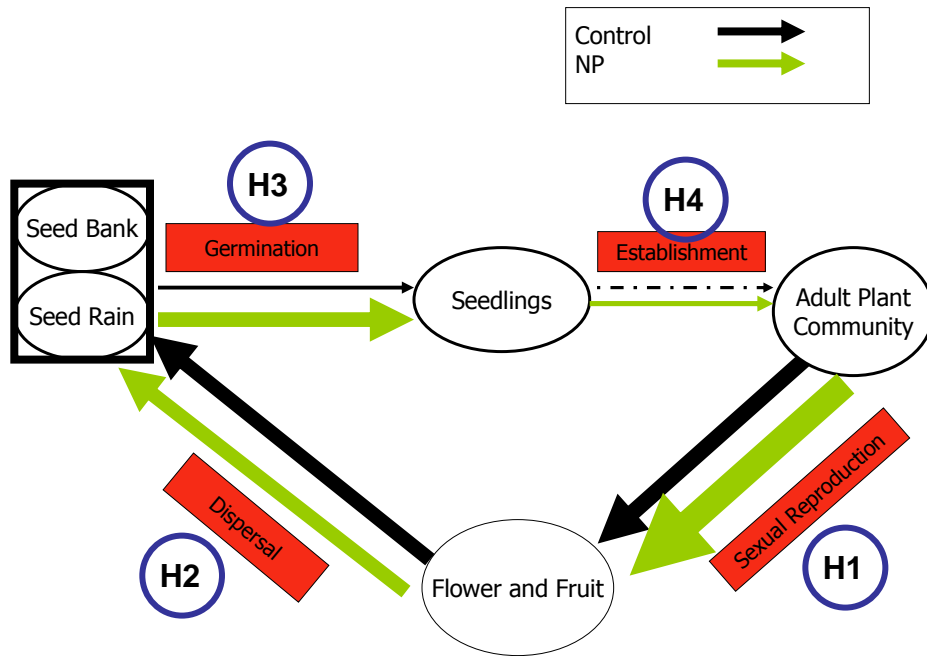 Control
NP
H3
H4
Seed Bank
Germination
Establishment
Seed Rain
Seedlings
Adult Plant
Community
Dispersal
Sexual Reproduction
H2
Flower and Fruit
H1